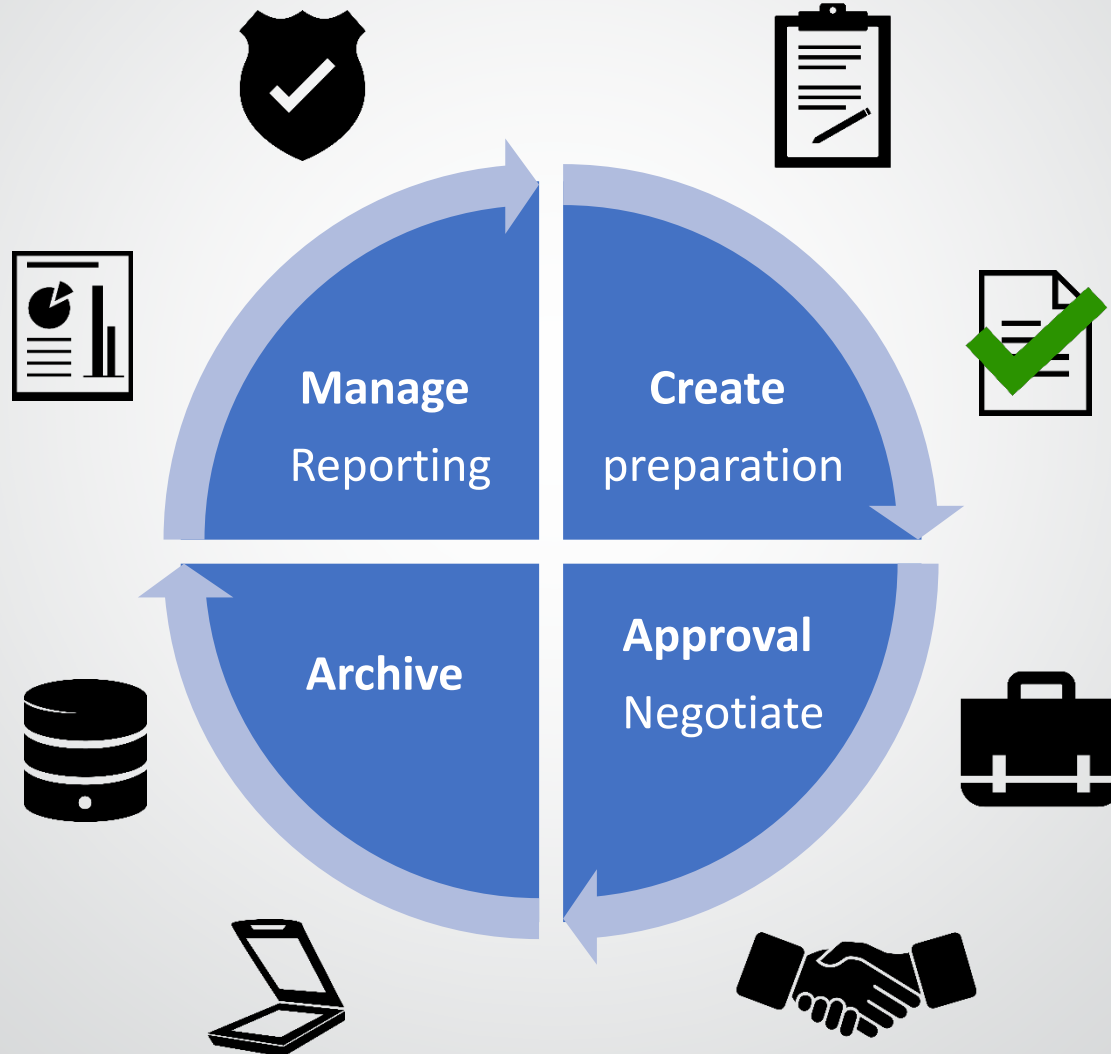 Manage
Reporting
Create
preparation
Archive
Approval
Negotiate